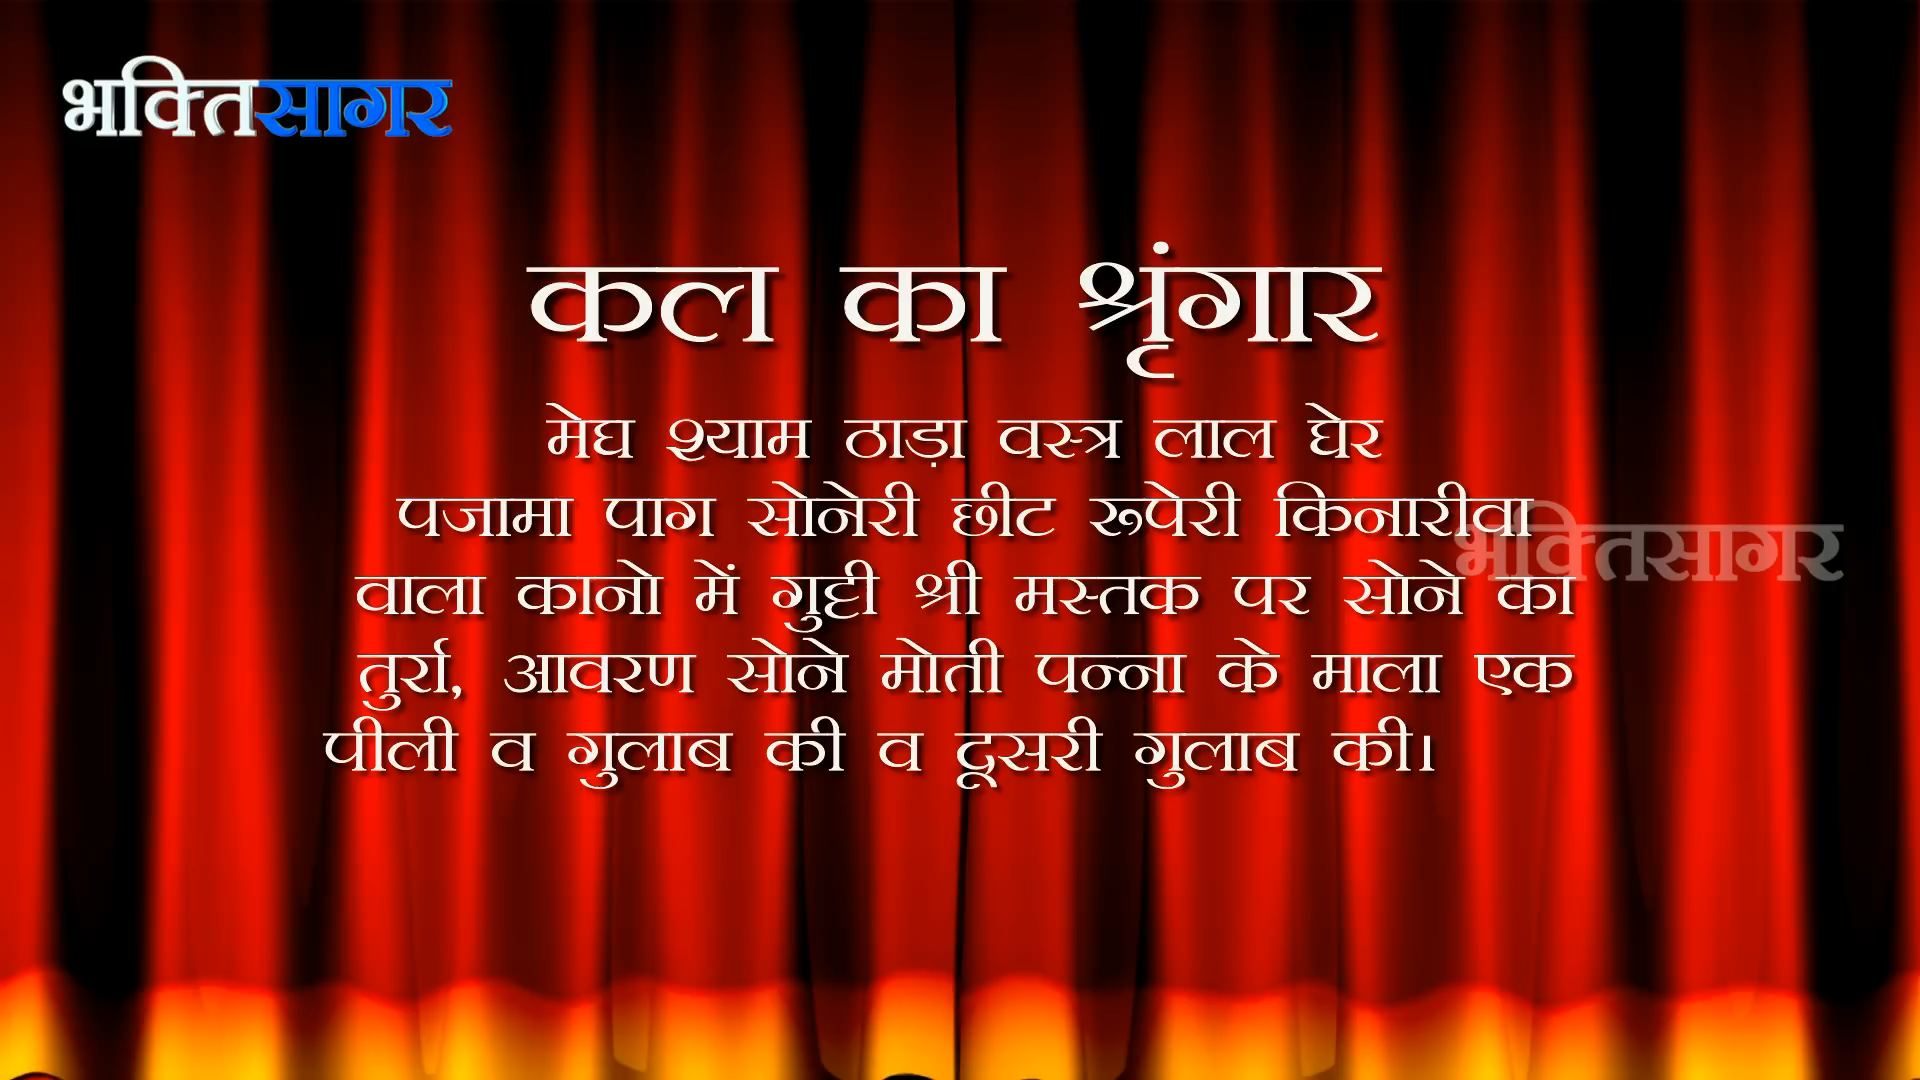 भक्तिसागर
कल का श्रृंगार
मेघ श्याम ठाड़ा वस्त्र लाल घेर
पजामा पाग सोनेरी छीट रूपेरी किनारीवा
भक्तिसागर
वाला कानो में गुट्टी श्री मस्तक पर सोने का
तुर्रा, आवरण सोने मोती पन्ना के माला एक
पीली व गुलाब की व दूसरी गुलाब की।